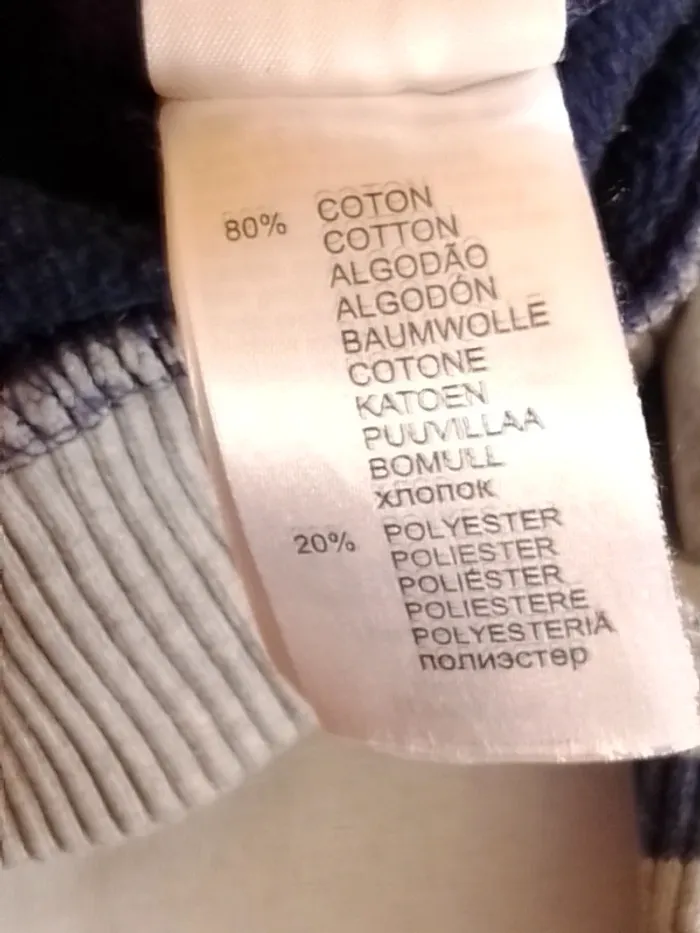 80% COTON
COTTON
ALGODÃO
ALGODÓN
BAUMWOLLE
COTONE
KATOEN
PUUVILLAA
BOMULL
хлопок
20% POLYESTER
POLIESTER
POLIÉSTER
POLIESTERE
POLYESTERIÄ
полиэстер